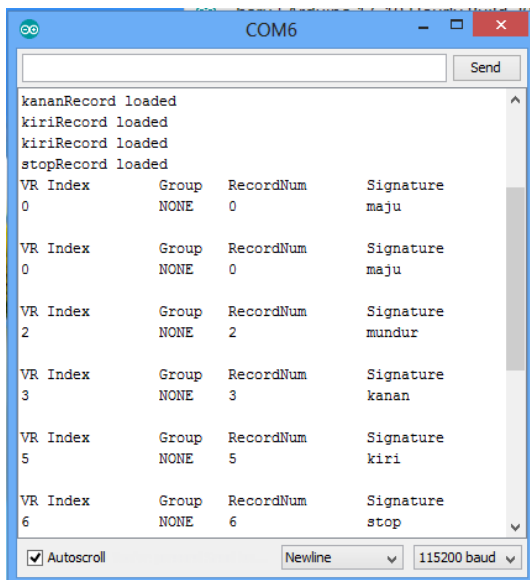 COM6
Send
kananRecord loaded
kiriRecord loaded
kiriRecord loaded
stopRecord loaded
VR Index Group RecordNum Signature
0 NONE 0 maju
VR Index Group RecordNum Signature
0 NONE 0 maju
VR Index Group RecordNum Signature
2 NONE 2 mundur
VR Index Group RecordNum Signature
3 NONE 3 kanan
VR Index Group RecordNum Signature
5 NONE 5 kiri
VR Index Group RecordNum Signature
6 NONE 6 stop
Autoscroll Newline 115200 baud